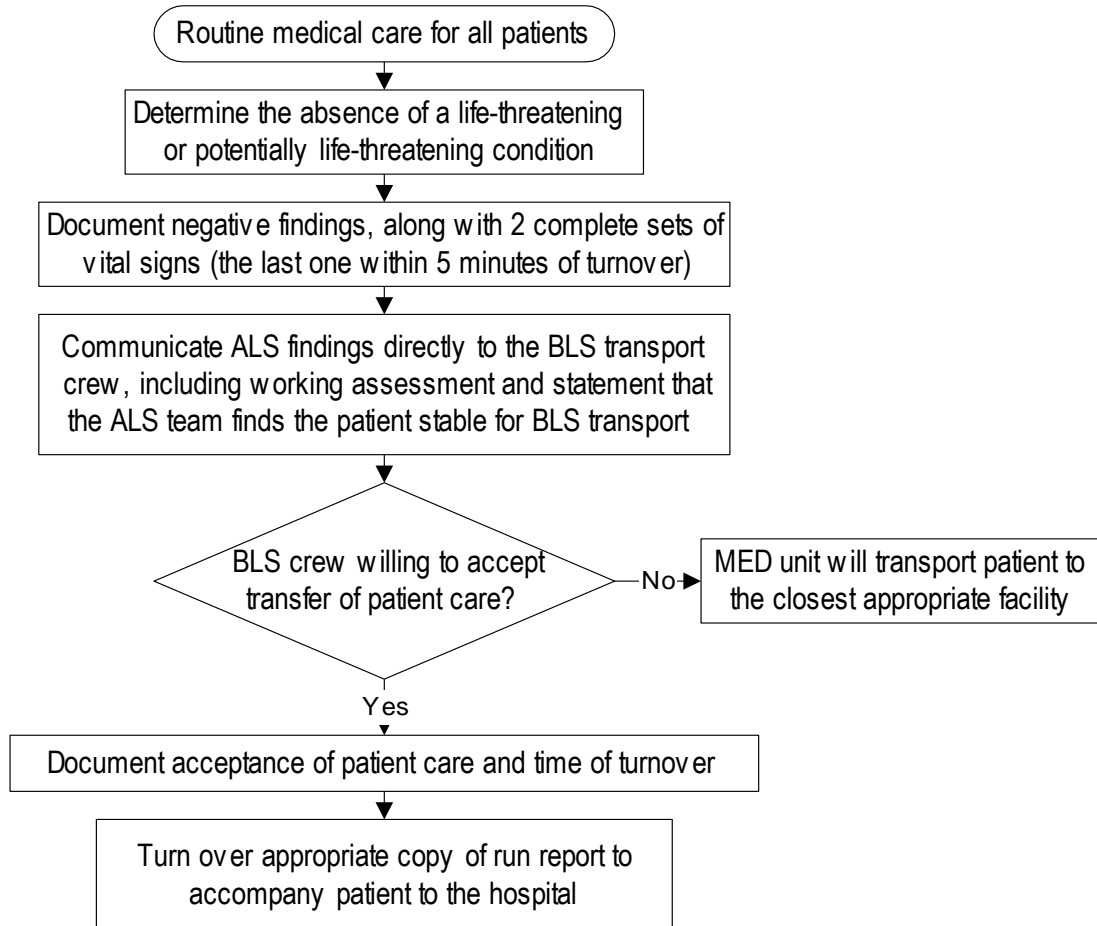 Routine medical care for all patients
Determine the absence of a life-threatening
or potentially life-threatening condition
Document negative findings, along with 2 complete sets of
vital signs (the last one within 5 minutes of turnover)
Communicate ALS findings directly to the BLS transport
crew, including working assessment and statement that
the ALS team finds the patient stable for BLS transport
BLS crew willing to accept
transfer of patient care?
No
MED unit will transport patient to
the closest appropriate facility
Yes
Document acceptance of patient care and time of turnover
Turn over appropriate copy of run report to
accompany patient to the hospital